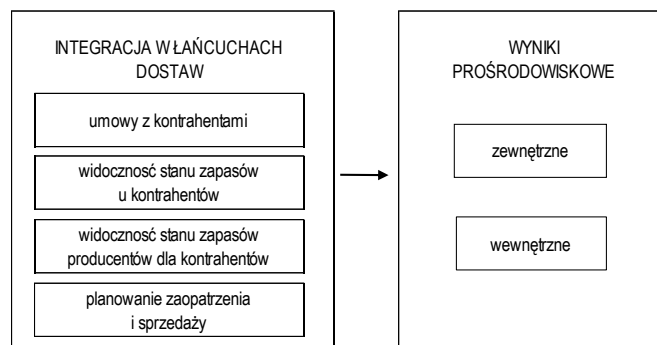 INTEGRACJA W ŁAŃCUCHACH
DOSTAW
umowy z kontrahentami
widoczność stanu zapasów
u kontrahentów
widoczność stanu zapasów
producentów dla kontrahentów
planowanie zaopatrzenia
i sprzedaży
WYNIKI
PROŚRODOWISKOWE
zewnętrzne
wewnętrzne